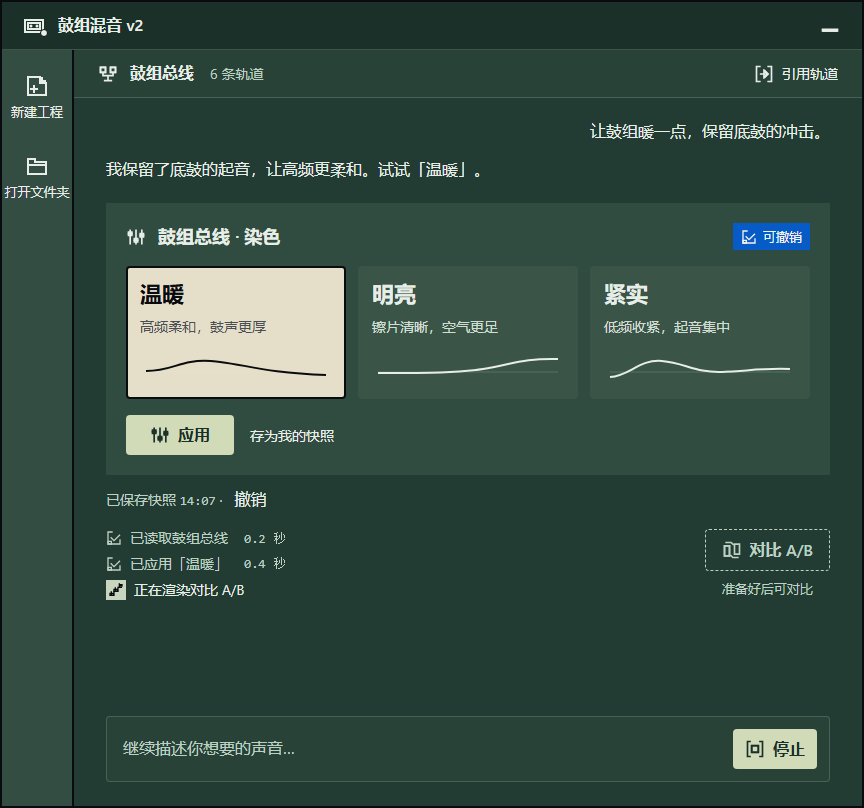 鼓组混音 v2
新建工程
打开文件夹
鼓组总线 6 条轨道
引用轨道
让鼓组暖一点，保留底鼓的冲击。
我保留了底鼓的起音，让高频更柔和。试试「温暖」。
鼓组总线 · 染色
可撤销
温暖
高频柔和，鼓声更厚
明亮
镲片清晰，空气更足
紧实
低频收紧，起音集中
应用
存为我的快照
已保存快照 14:07 · 撤销
已读取鼓组总线 0.2 秒
已应用「温暖」 0.4 秒
正在渲染对比 A/B
对比 A/B
准备好后可对比
继续描述你想要的声音...
停止